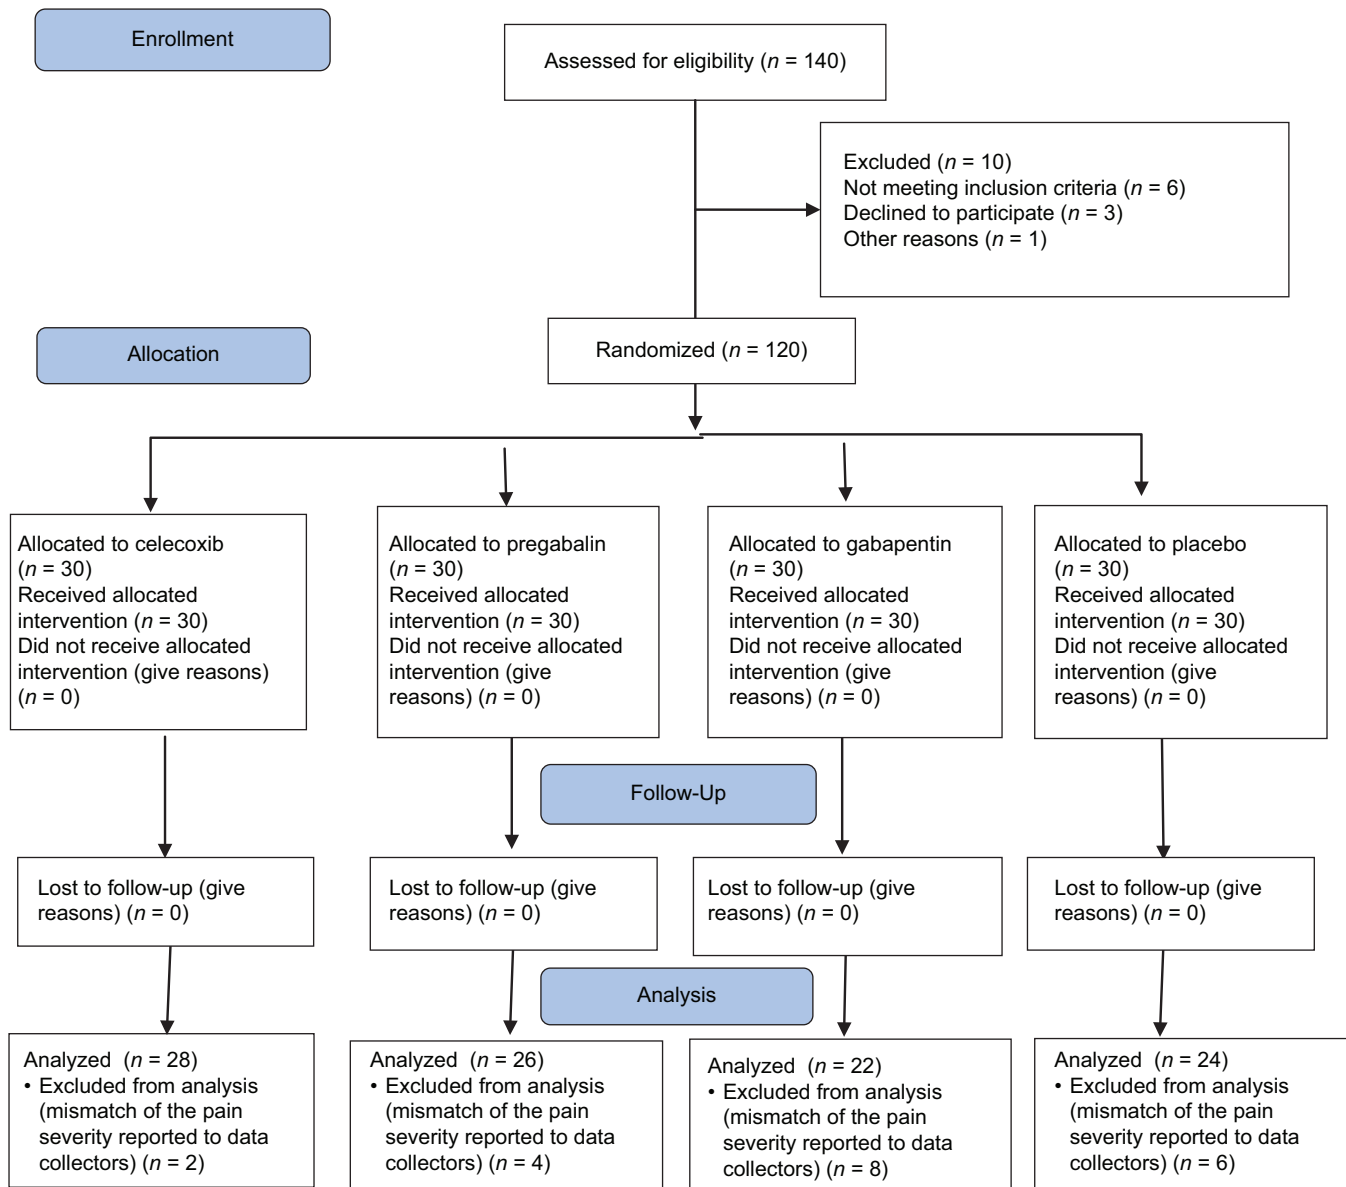 Enrollment
Assessed for eligibility (n = 140)
Excluded (n = 10)
Not meeting inclusion criteria (n = 6)
Declined to participate (n = 3)
Other reasons (n = 1)
Allocation
Randomized (n = 120)
Allocated to celecoxib
(n = 30)
Received allocated
intervention (n = 30)
Did not receive allocated
intervention (give reasons)
(n = 0)
Allocated to pregabalin
(n = 30)
Received allocated
intervention (n = 30)
Did not receive allocated
intervention (give
reasons) (n = 0)
Allocated to gabapentin
(n = 30)
Received allocated
intervention (n = 30)
Did not receive allocated
intervention (give
reasons) (n = 0)
Allocated to placebo
(n = 30)
Received allocated
intervention (n = 30)
Did not receive allocated
intervention (give
reasons) (n = 0)
Follow-Up
Lost to follow-up (give
reasons) (n = 0)
Lost to follow-up (give
reasons) (n = 0)
Lost to follow-up (give
reasons) (n = 0)
Lost to follow-up (give
reasons) (n = 0)
Analysis
Analyzed (n = 28)
• Excluded from analysis
(mismatch of the pain
severity reported to data
collectors) (n = 2)
Analyzed (n = 26)
• Excluded from analysis
(mismatch of the pain
severity reported to data
collectors) (n = 4)
Analyzed (n = 22)
• Excluded from analysis
(mismatch of the pain
severity reported to data
collectors) (n = 8)
Analyzed (n = 24)
• Excluded from analysis
(mismatch of the pain
severity reported to data
collectors) (n = 6)